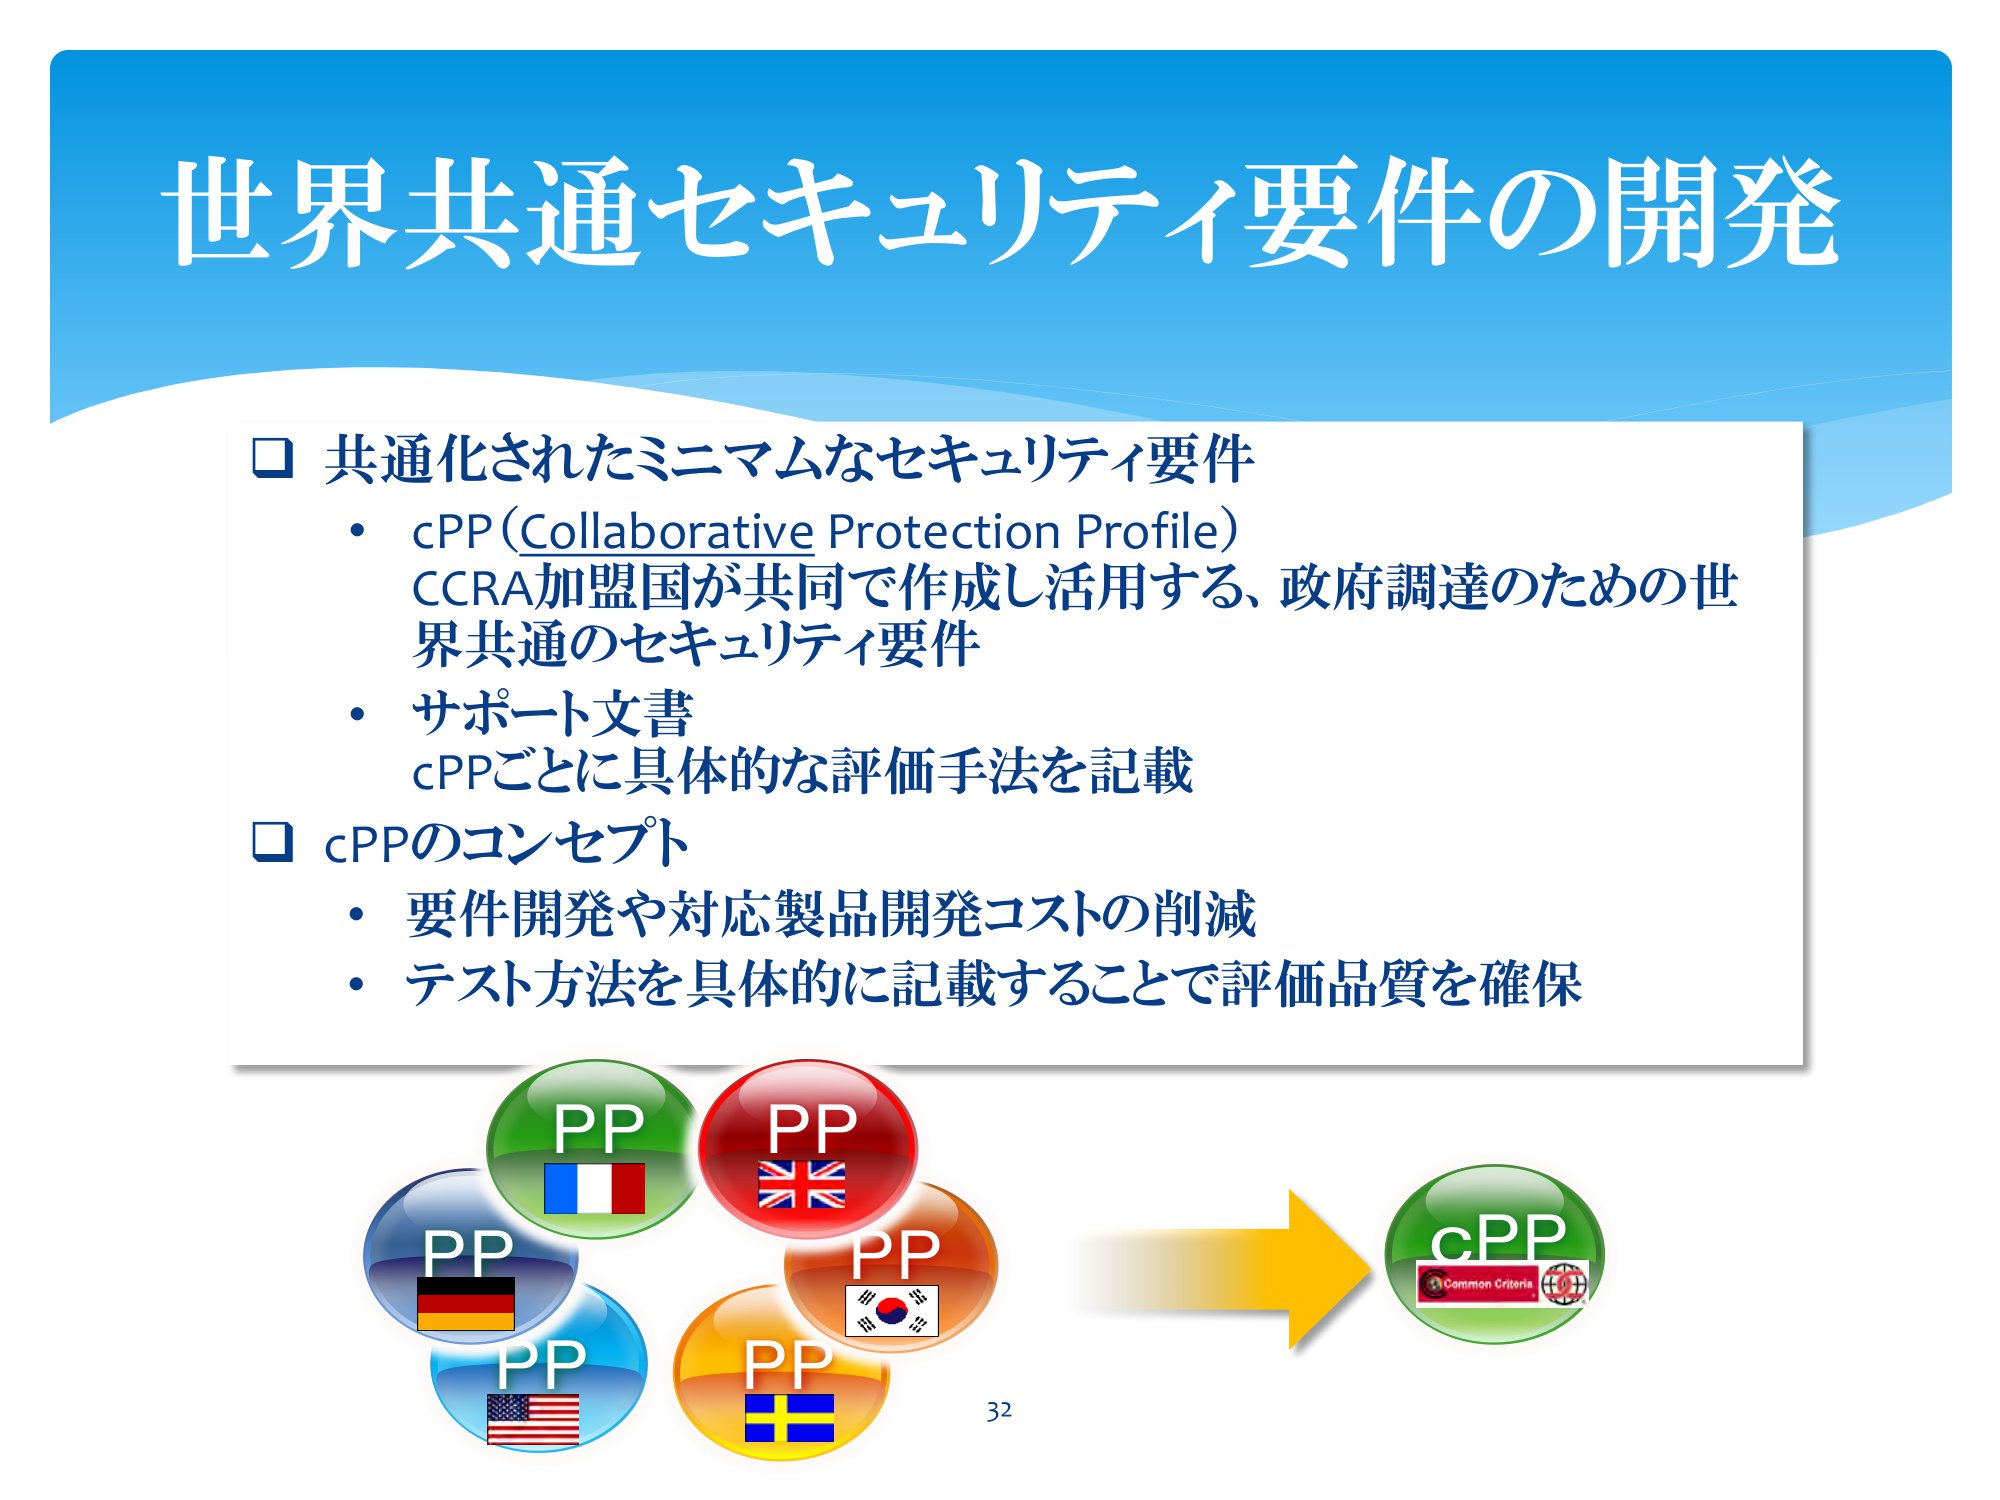 世界共通セキュリティ要件の開発
❑ 共通化されたミニマムなセキュリティ要件
• cPP（Collaborative Protection Profile）
CCRA加盟国が共同で作成し活用する、政府調達のための世
界共通のセキュリティ要件
• サポート文書
cPPごとに具体的な評価手法を記載
❑ cPPのコンセプト
• 要件開発や対応製品開発コストの削減
• テスト方法を具体的に記載することで評価品質を確保
PP
PP
PP
PP
PP
PP
cPP
Common Criteria
32